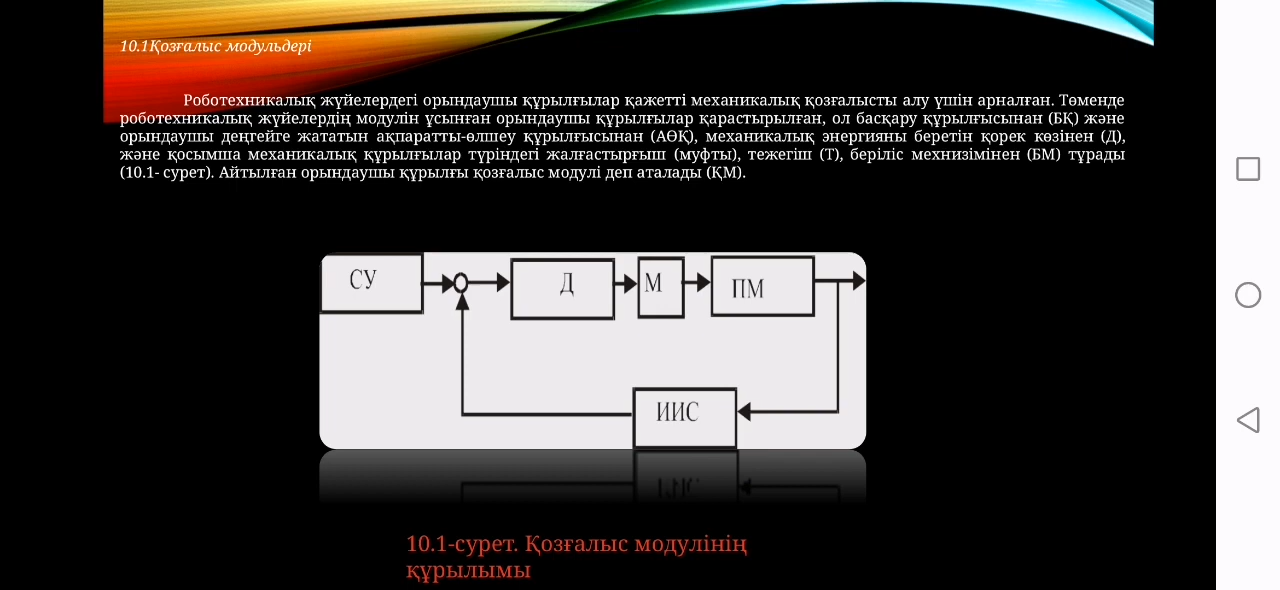 10.1Қозғалыс модульдері
Роботехникалық жүйелердегі орындаушы құрылғылар қажетті механикалық қозғалысты алу үшін арналған. Төменде
роботехникалық жүйелердің модулін ұсынған орындаушы құрылғылар қарастырылған, ол басқару құрылғысынан (БҚ) және
орындаушы деңгейге жататын ақпаратты-өлшеу құрылғысынан (АӨҚ), механикалық энергияны беретін қорек көзінен (Д),
және қосымша механикалық құрылғылар түріндегі жалғастырғыш (муфты), тежегіш (Т), беріліс мехнизімінен (БМ) тұрады
(10.1- сурет). Айтылған орындаушы құрылғы қозғалыс модулі деп аталады (ҚМ).
СУ
Д
М
ПМ
ИИС
10.1-сурет. Қозғалыс модулінің
құрылымы